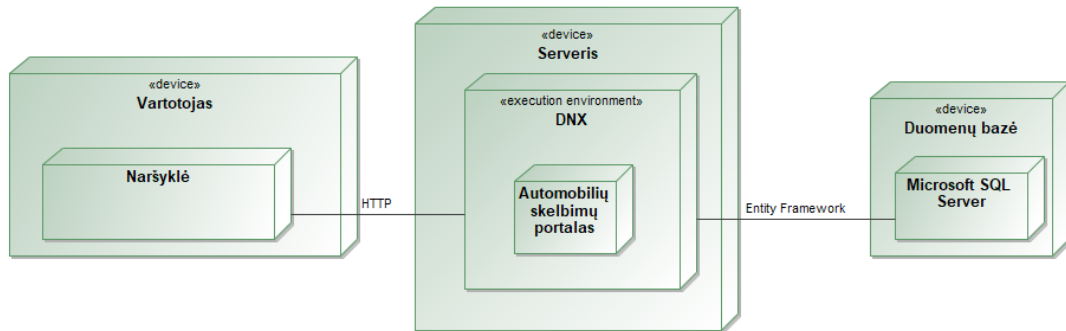 «device»
Vartotojas
Naršyklė
HTTP
«device»
Serveris
«execution environment»
DNX
Automobilių
skelbimų
portalas
Entity Framework
«device»
Duomenų bazė
Microsoft SQL
Server